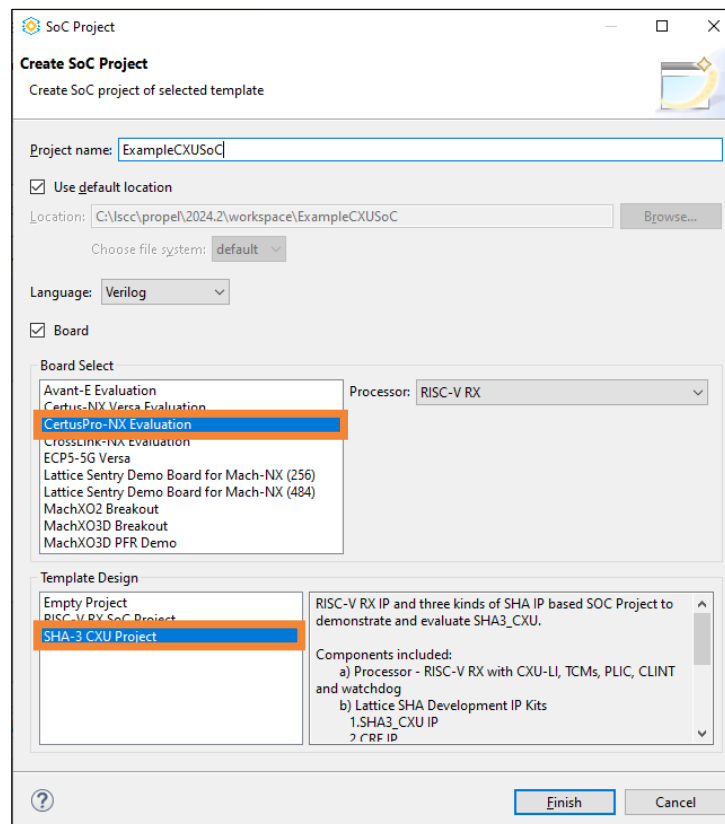 SoC Project
Create SoC Project
Create SoC project of selected template
Project name: ExampleCXUSoC
Use default location
Location: C:\lscc\propel\2024.2\workspace\ExampleCXUSoC Browse...
Choose file system: default
Language: Verilog
Board
Board Select
Avant-E Evaluation
Processor: RISC-V RX
Certus-NX Versa Evaluation
CertusPro-NX Evaluation
CrossLink-NX Evaluation
ECP5-5G Versa
Lattice Sentry Demo Board for Mach-NX (256)
Lattice Sentry Demo Board for Mach-NX (484)
MachXO2 Breakout
MachXO3D Breakout
MachXO3D PFR Demo
Template Design
Empty Project
RISC-V RX SoC Project
SHA-3 CXU Project
RISC-V RX IP and three kinds of SHA IP based SOC Project to
demonstrate and evaluate SHA3_CXU.
Components included:
a) Processor - RISC-V RX with CXU-LI, TCMs, PLIC, CLINT
and watchdog
b) Lattice SHA Development IP Kits
1.SHA3_CXU IP
2.CRE IP
? Finish Cancel